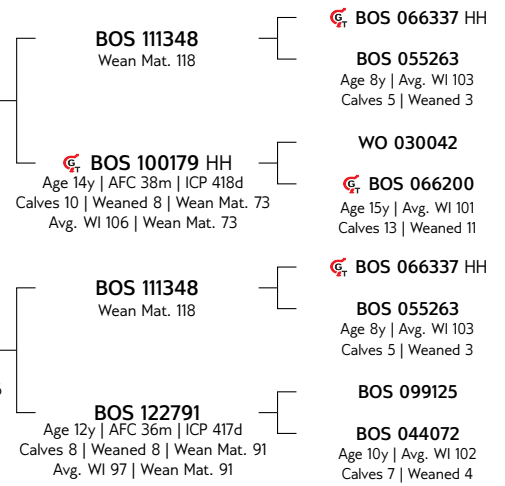 GT BOS 066337 HH
BOS 111348
Wean Mat. 118
BOS 055263
Age 8y | Avg. WI 103
Calves 5 | Weaned 3
WO 030042
GT BOS 100179 HH
Age 14y | AFC 38m | ICP 418d
Calves 10 | Weaned 8 | Wean Mat. 73
Avg. WI 106 | Wean Mat. 73
GT BOS 066200
Age 15y | Avg. WI 101
Calves 13 | Weaned 11
GT BOS 066337 HH
BOS 111348
Wean Mat. 118
BOS 055263
Age 8y | Avg. WI 103
Calves 5 | Weaned 3
BOS 099125
BOS 122791
Age 12y | AFC 36m | ICP 417d
Calves 8 | Weaned 8 | Wean Mat. 91
Avg. WI 97 | Wean Mat. 91
BOS 044072
Age 10y | Avg. WI 102
Calves 7 | Weaned 4